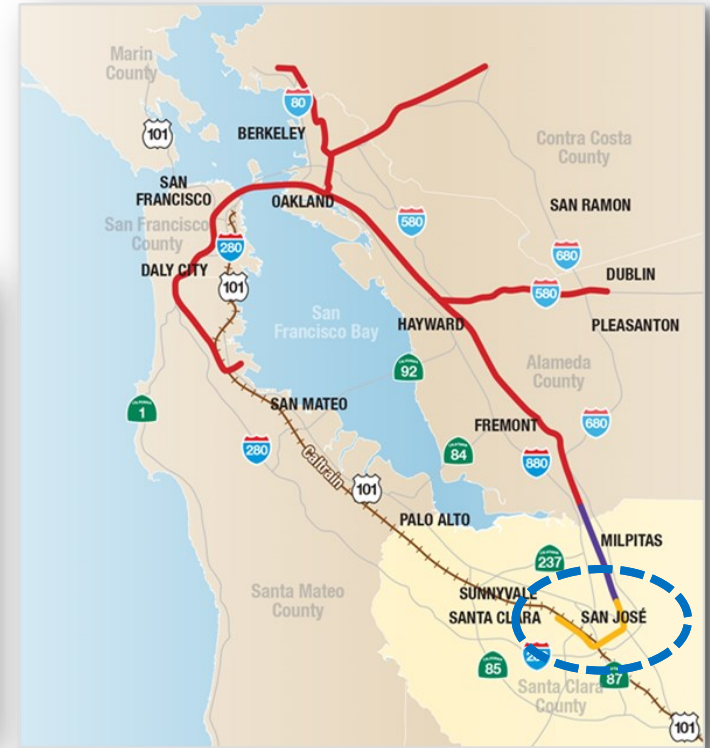 Marin
County
101
80
BERKELEY
Contra Costa
County
SAN
FRANCISCO
OAKLAND
SAN RAMON
580
San Francisco
County
280
680
DALY CITY
DUBLIN
101
580
San
Francisco Bay
HAYWARD
PLEASANTON
92
Alameda
County
CALIFORNIA
1
SAN MATEO
FREMONT
680
280
84
880
Caltrain
101
PALO ALTO
MILPITAS
237
SUNNYVALE
Santa Mateo
County
SANTA CLARA
SAN JOSÉ
85
87
Santa Clara
County
101